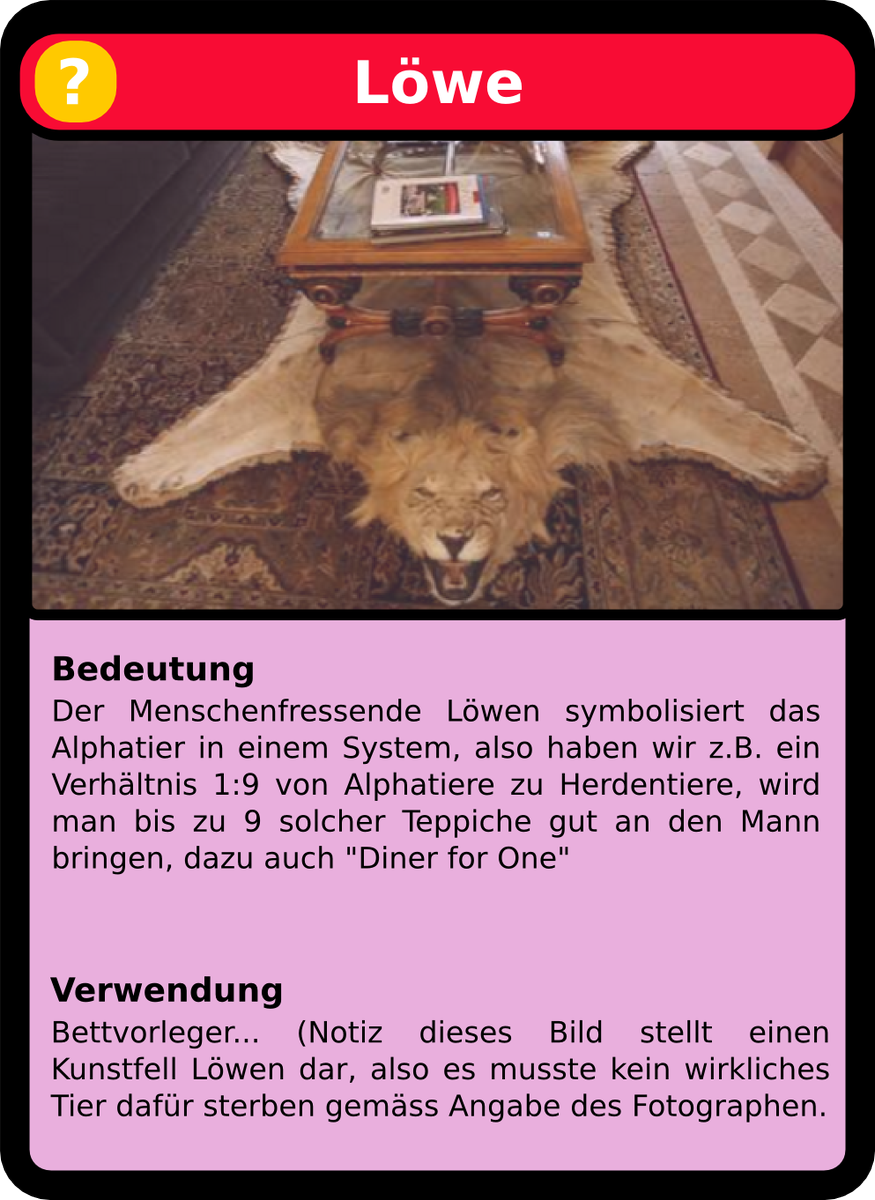 ?
Löwe
Bedeutung
Der Menschenfressende Löwen symbolisiert das
Alphatier in einem System, also haben wir z.B. ein
Verhältnis 1:9 von Alphatiere zu Herdentiere, wird
man bis zu 9 solcher Teppiche gut an den Mann
bringen, dazu auch "Diner for One"
Verwendung
Bettvorleger... (Notiz dieses Bild stellt einen
Kunstfell Löwen dar, also es musste kein wirkliches
Tier dafür sterben gemäss Angabe des Fotographen.